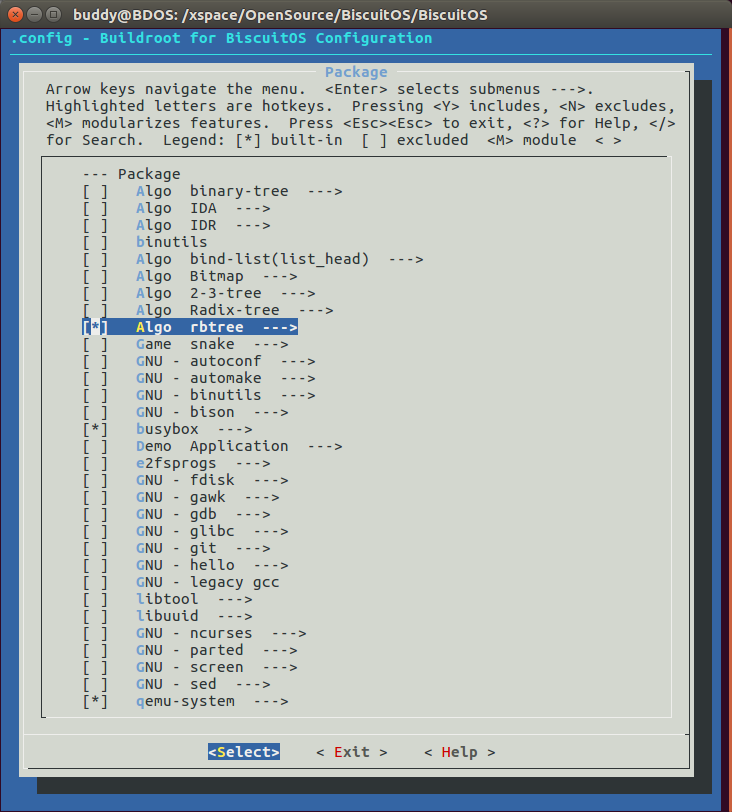 buddy@BDOS: /xspace/OpenSource/BiscuitOS/BiscuitOS
.config - Buildroot for BiscuitOS Configuration
Package
Arrow keys navigate the menu.  <Enter> selects submenus --->.
Highlighted letters are hotkeys.  Pressing <Y> includes, <N> excludes,
<M> modularizes features.  Press <Esc><Esc> to exit, <?> for Help, </>
for Search.  Legend: [*] built-in  [ ] excluded  <M> module  < >
--- Package
[ ]   Algo  binary-tree  --->
[ ]   Algo  IDA  --->
[ ]   Algo  IDR  --->
[ ]   binutils
[ ]   Algo  bind-list(list_head)  --->
[ ]   Algo  Bitmap  --->
[ ]   Algo  2-3-tree  --->
[ ]   Algo  Radix-tree  --->
[*]   Algo  rbtree  --->
[ ]   Game  snake  --->
[ ]   GNU - autoconf  --->
[ ]   GNU - automake  --->
[ ]   GNU - binutils  --->
[ ]   GNU - bison  --->
[*]   busybox  --->
[ ]   Demo  Application  --->
[ ]   e2fsprogs  --->
[ ]   GNU - fdisk  --->
[ ]   GNU - gawk  --->
[ ]   GNU - gdb  --->
[ ]   GNU - glibc  --->
[ ]   GNU - git  --->
[ ]   GNU - hello  --->
[ ]   GNU - legacy gcc
[ ]   libtool  --->
[ ]   libuuid  --->
[ ]   GNU - ncurses  --->
[ ]   GNU - parted  --->
[ ]   GNU - screen  --->
[ ]   GNU - sed  --->
[*]   qemu-system  --->
<Select>    < Exit >    < Help >